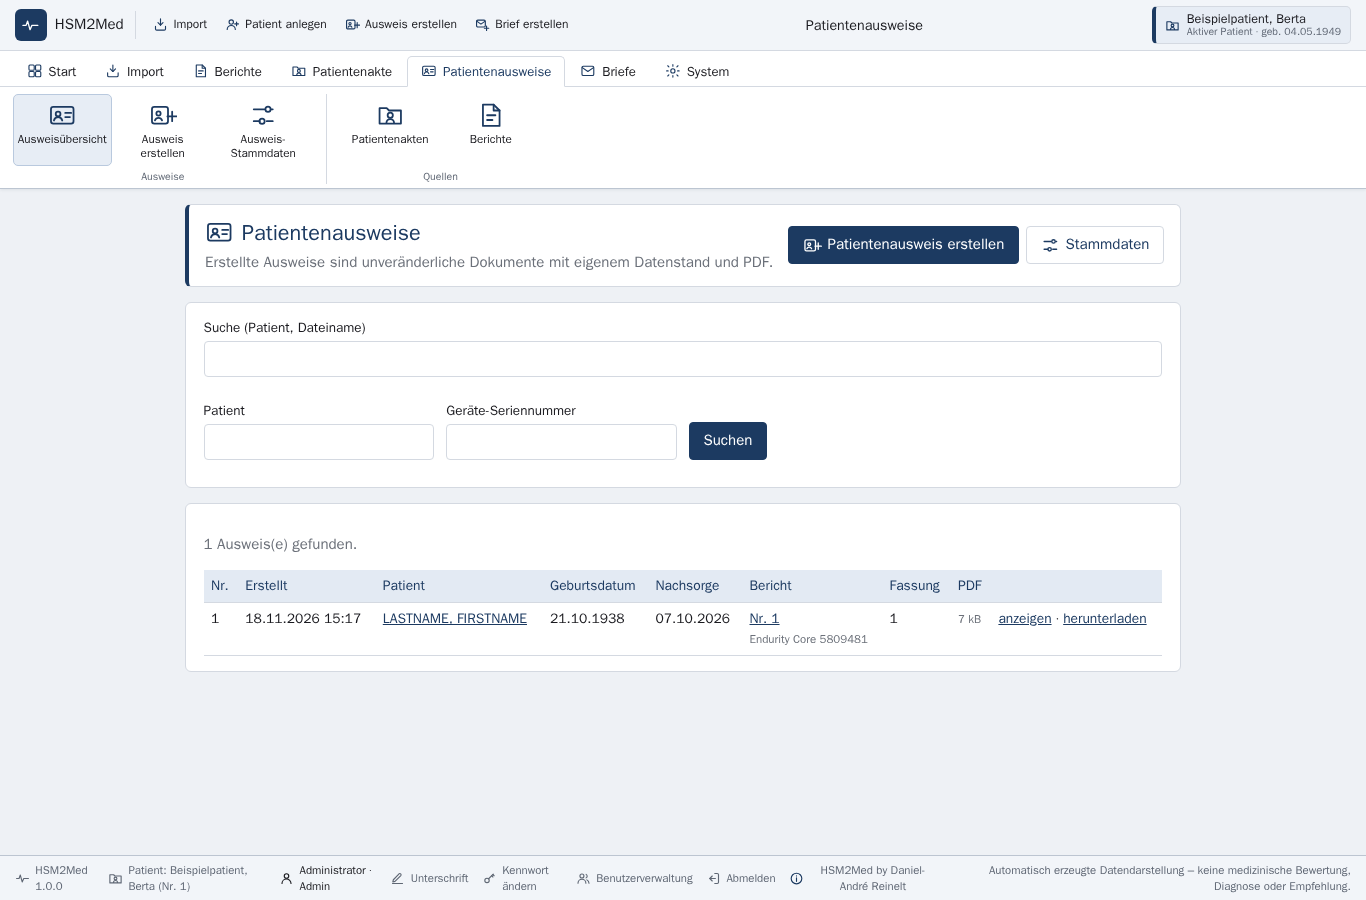 HSM2Med
Import
Patient anlegen
Ausweis erstellen
Brief erstellen
Patientenausweise
Beispielpatient, Berta
Aktiver Patient · geb. 04.05.1949
Start
Import
Berichte
Patientenakte
Patientenausweise
Briefe
System
Ausweisübersicht
Ausweis
erstellen
Ausweis-
Stammdaten
Ausweise
Patientenakten
Berichte
Quellen
Patientenausweise
Erstellte Ausweise sind unveränderliche Dokumente mit eigenem Datenstand und PDF.
Patientenausweis erstellen
Stammdaten
Suche (Patient, Dateiname)
Patient
Geräte-Seriennummer
Suchen
1 Ausweis(e) gefunden.
Nr. Erstellt Patient Geburtsdatum Nachsorge Bericht Fassung PDF
1 18.11.2026 15:17 LASTNAME, FIRSTNAME 21.10.1938 07.10.2026 Nr. 1 1 7 kB anzeigen · herunterladen
Endurity Core 5809481
HSM2Med
1.0.0
Patient: Beispielpatient,
Berta (Nr. 1)
Administrator ·
Admin
Unterschrift
Kennwort
ändern
Benutzerverwaltung
Abmelden
HSM2Med by Daniel-
André Reinelt
Automatisch erzeugte Datendarstellung – keine medizinische Bewertung,
Diagnose oder Empfehlung.